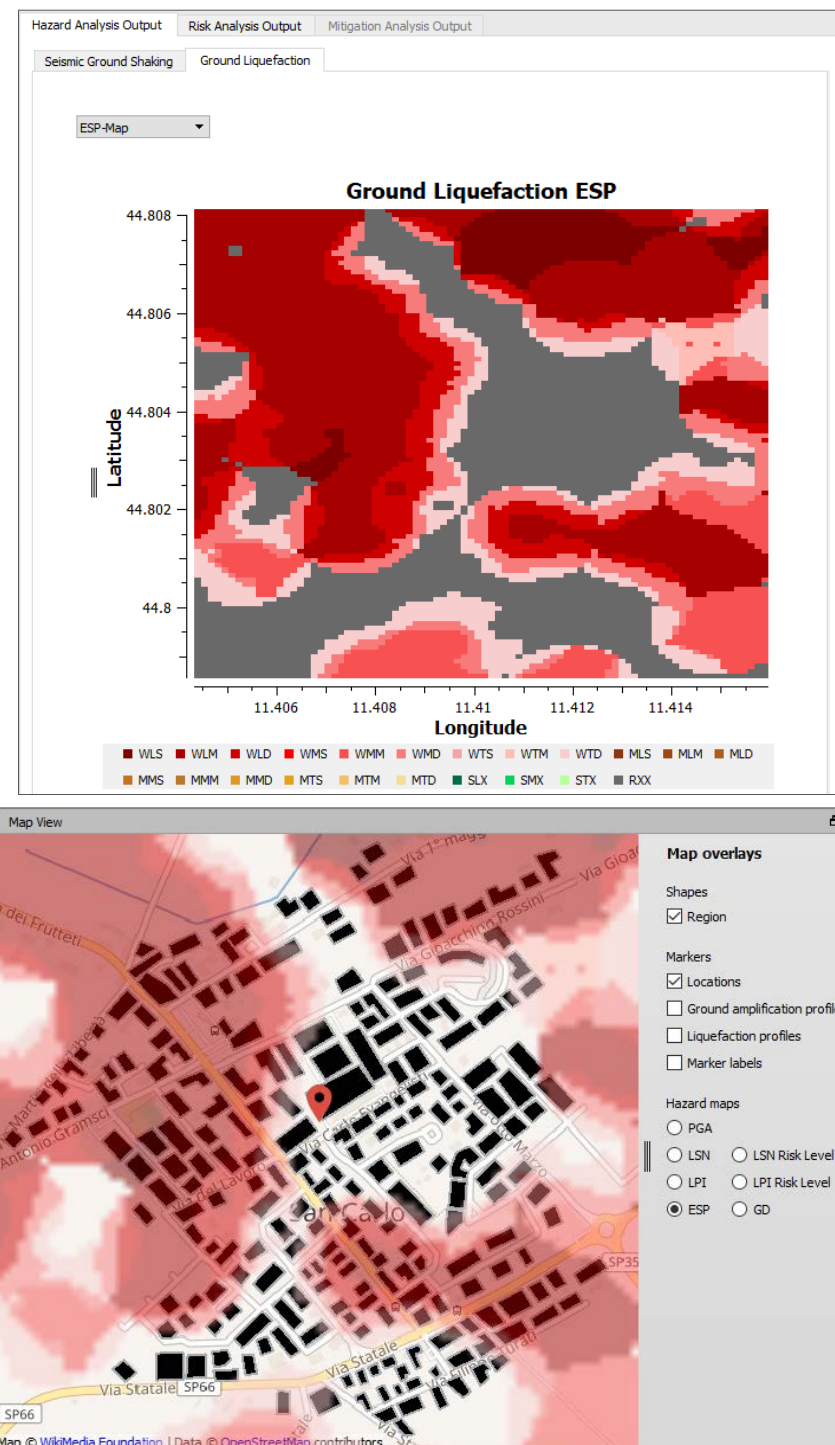 Hazard Analysis Output Risk Analysis Output Mitigation Analysis Output
Seismic Ground Shaking Ground Liquefaction
ESP-Map
Ground Liquefaction ESP
44.808
44.806
44.804
44.802
44.8
Latitude
11.406 11.408 11.41 11.412 11.414
Longitude
WLS WLM WLD WMS WMM WMD WTS WTM WTD MLS MLM MLD
MMS MMM MMD MTS MTM MTD SLX SMX STX RXX
Map View
Map overlays
Shapes
Region
Markers
Locations
Ground amplification profil
Liquefaction profiles
Marker labels
Hazard maps
PGA
LSN LSN Risk Level
LPI LPI Risk Level
ESP GD
Via 1° magg
Via Gioac
dei Frutteti
Via Gioacchino Rossini
Antonio Gramsci
Via Carlo
Via del Lavoro
Marzo
San Carlo
SP35
Via Statale
Via Statale SP66
SP66
Map © WikiMedia Foundation | Data © OpenStreetMap contributors